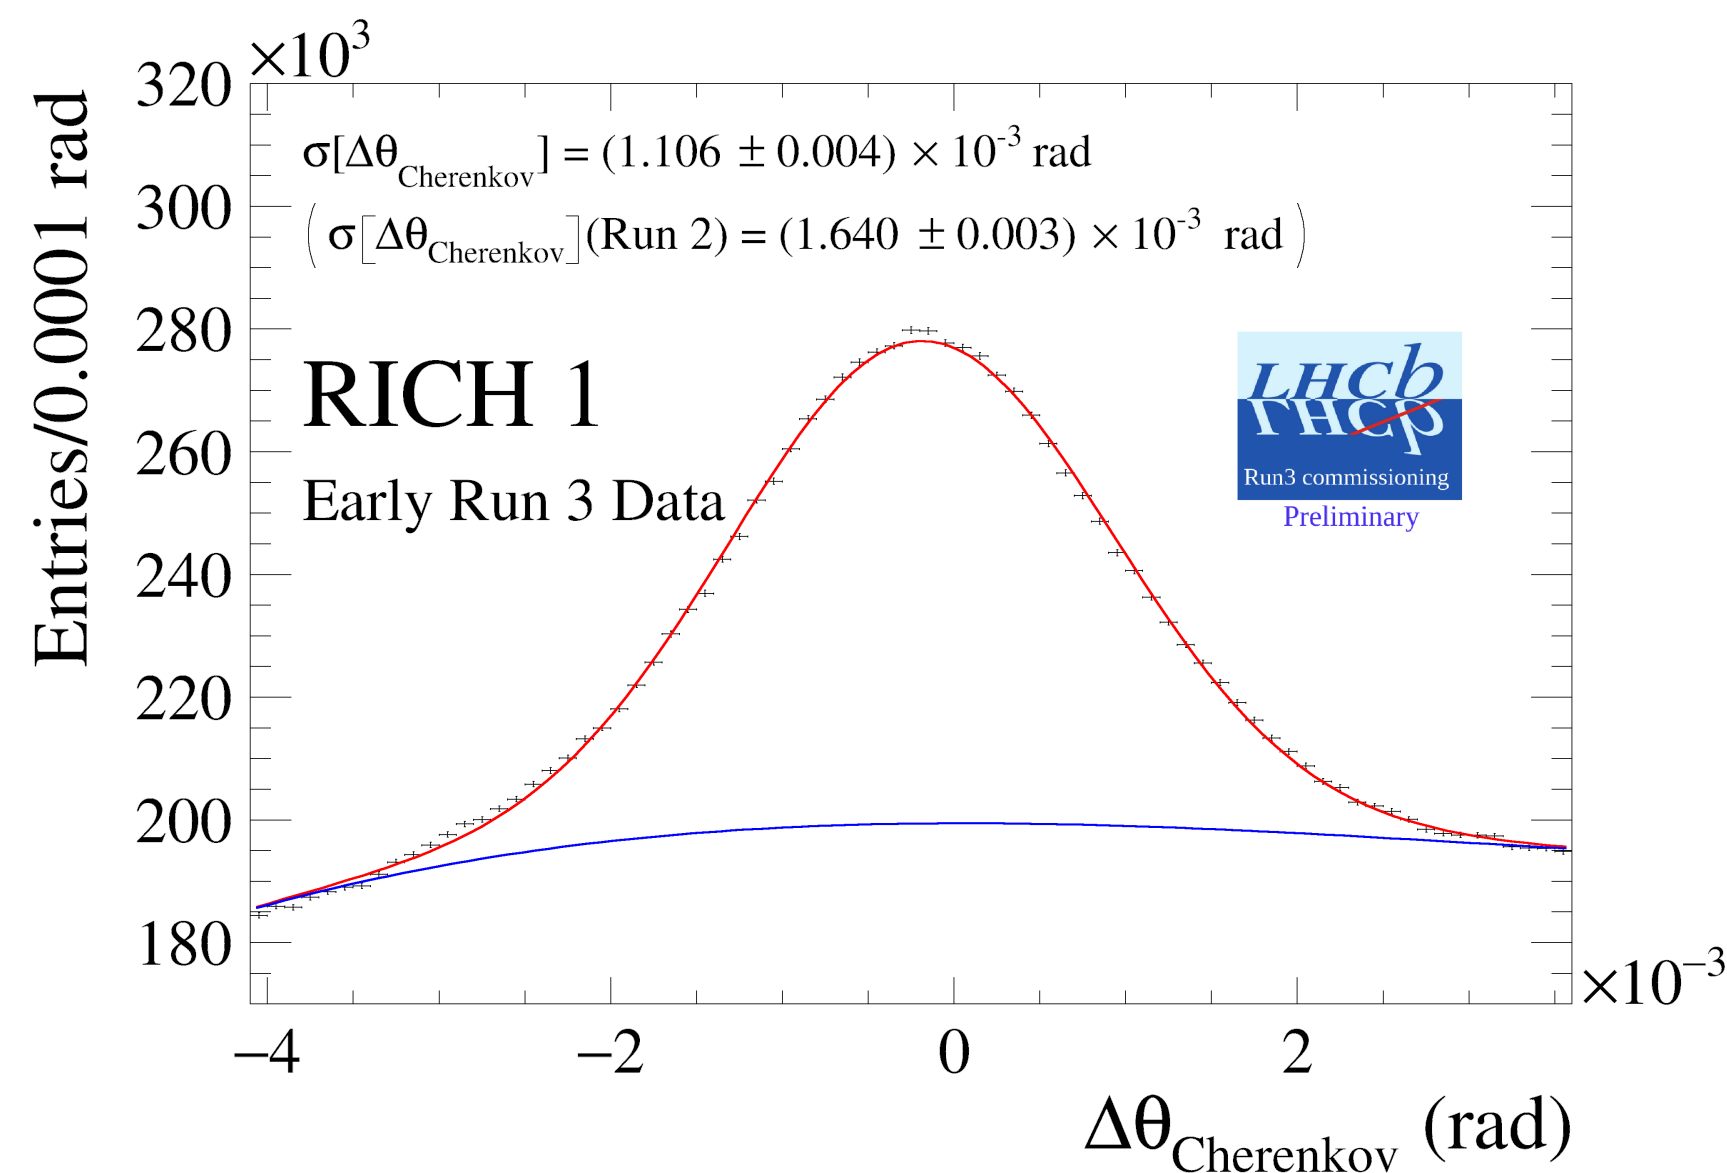 ×10³
320
300
280
260
240
220
200
180
Entries/0.0001 rad
σ[Δθ_Cherenkov] = (1.106 ± 0.004) × 10⁻³ rad
(σ[Δθ_Cherenkov](Run 2) = (1.640 ± 0.003) × 10⁻³ rad)
RICH 1
Early Run 3 Data
LHCb
LHCb
Run3 commissioning
Preliminary
−4 −2 0 2
×10⁻³
Δθ_Cherenkov (rad)